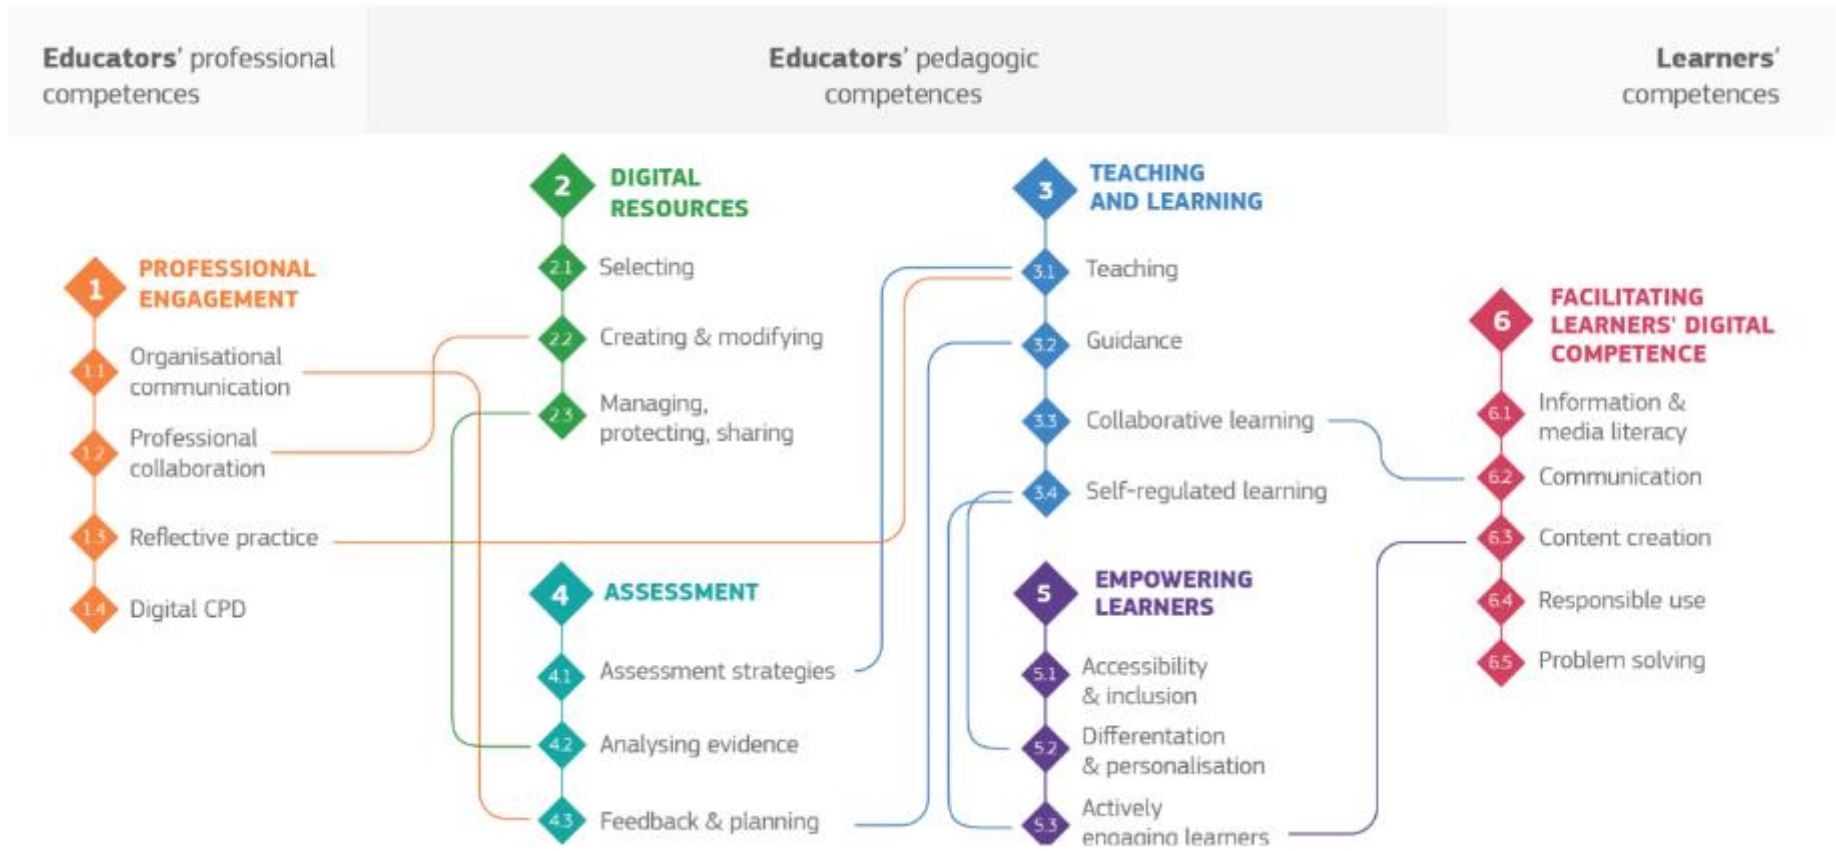 Educators' professional
competences
Educators' pedagogic
competences
Learners'
competences
1
PROFESSIONAL
ENGAGEMENT
1.1
Organisational
communication
1.2
Professional
collaboration
1.3
Reflective practice
1.4
Digital CPD
2
DIGITAL
RESOURCES
2.1
Selecting
2.2
Creating & modifying
2.3
Managing,
protecting, sharing
4
ASSESSMENT
4.1
Assessment strategies
4.2
Analysing evidence
4.3
Feedback & planning
3
TEACHING
AND LEARNING
3.1
Teaching
3.2
Guidance
3.3
Collaborative learning
3.4
Self-regulated learning
5
EMPOWERING
LEARNERS
5.1
Accessibility
& inclusion
5.2
Differentation
& personalisation
5.3
Actively
engaging learners
6
FACILITATING
LEARNERS' DIGITAL
COMPETENCE
6.1
Information &
media literacy
6.2
Communication
6.3
Content creation
6.4
Responsible use
6.5
Problem solving